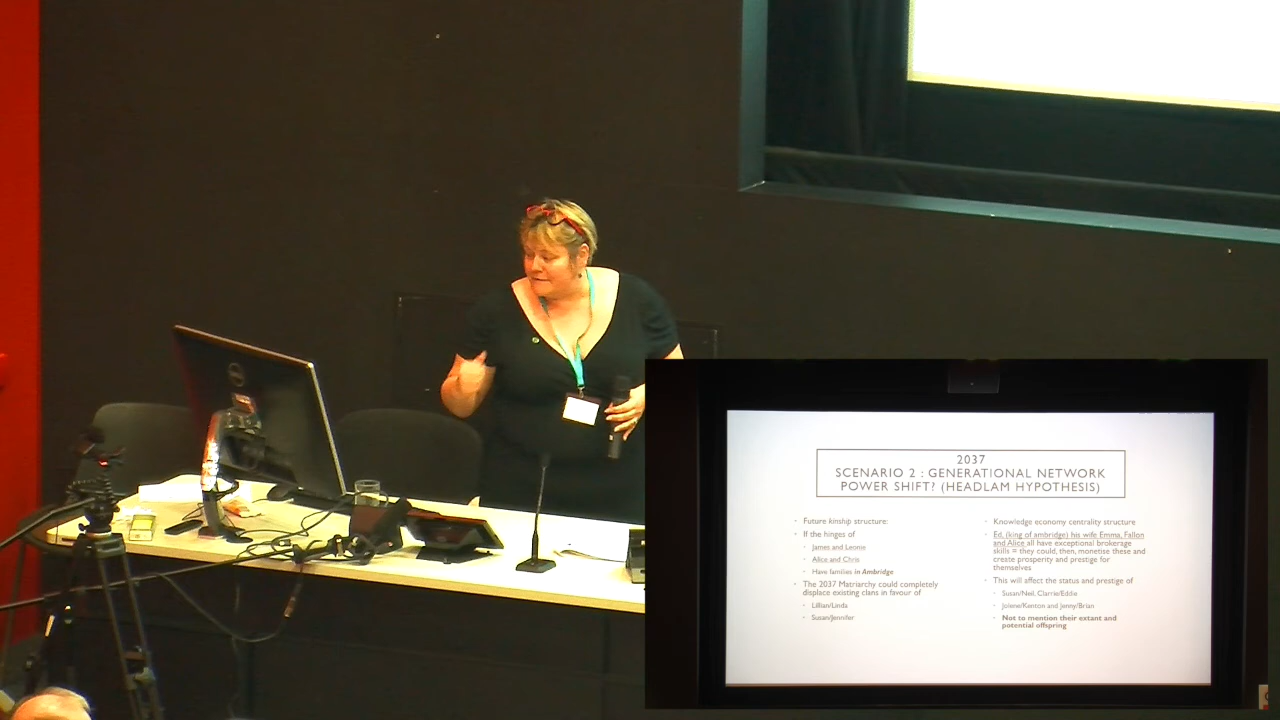 2037
SCENARIO 2 : GENERATIONAL NETWORK
POWER SHIFT? (HEADLAM HYPOTHESIS)
Future kinship structure:
If the hinges of
James and Leonie
Alice and Chris
Have families in Ambridge
The 2037 Matriarchy could completely
displace existing clans in favour of
Lillian/Linda
Susan/Jennifer
Knowledge economy centrality structure
Ed, (king of ambridge) his wife Emma, Fallon
and Alice all have exceptional brokerage
skills = they could, then, monetise these and
create prosperity and prestige for
themselves
This will affect the status and prestige of
Susan/Neil, Clarrie/Eddie
Jolene/Kenton and Jenny/Brian
Not to mention their extant and
potential offspring